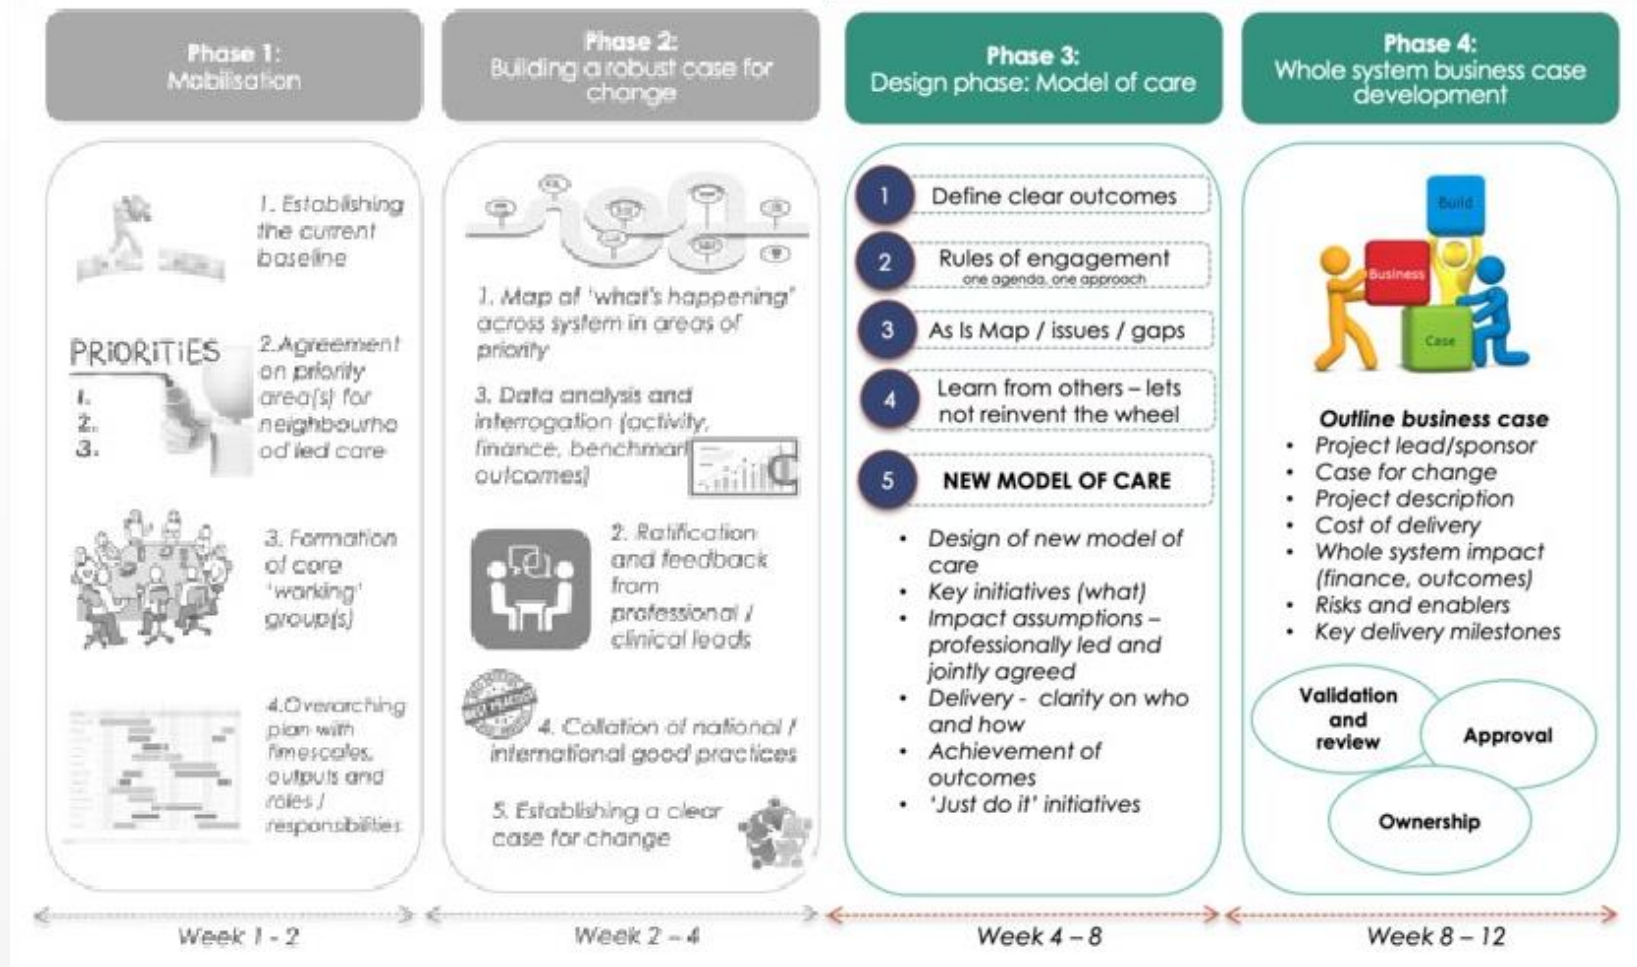 Phase 1:
Mobilisation
1. Establishing
the current
baseline
PRIORITIES
1.
2.
3.
2.Agreement
on priority
area(s) for
neighbourho
od led care
3. Formation
of core
'working'
group(s)
4.Overarching
plan with
timescales,
outputs and
roles /
responsibilities
Week 1 - 2
Phase 2:
Building a robust case for
change
1. Map of 'what's happening'
across system in areas of
priority
3. Data analysis and
interrogation (activity,
finance, benchmark
outcomes)
2. Ratification
and feedback
from
professional /
clinical leads
BEST PRACTICE
4. Collation of national /
international good practices
5. Establishing a clear
case for change
Week 2 – 4
Phase 3:
Design phase: Model of care
1 Define clear outcomes
2 Rules of engagement
one agenda, one approach
3 As Is Map / issues / gaps
4 Learn from others – lets
not reinvent the wheel
5 NEW MODEL OF CARE
• Design of new model of
care
• Key initiatives (what)
• Impact assumptions –
professionally led and
jointly agreed
• Delivery - clarity on who
and how
• Achievement of
outcomes
• 'Just do it' initiatives
Week 4 – 8
Phase 4:
Whole system business case
development
Build
Business
Case
Outline business case
• Project lead/sponsor
• Case for change
• Project description
• Cost of delivery
• Whole system impact
(finance, outcomes)
• Risks and enablers
• Key delivery milestones
Validation
and
review
Approval
Ownership
Week 8 – 12